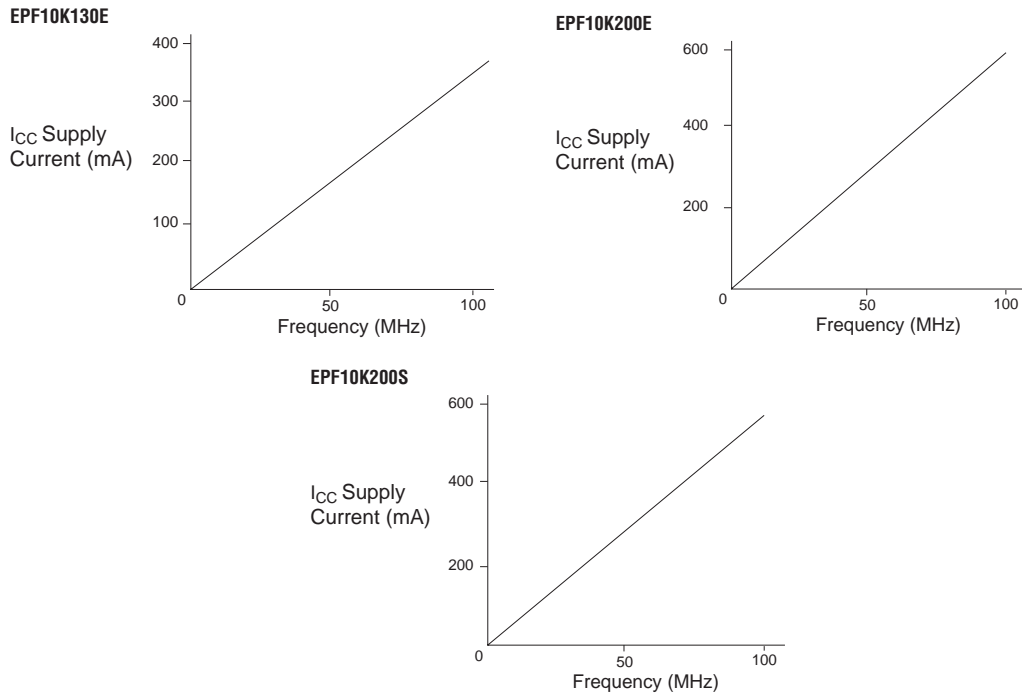 EPF10K130E
400
300
200
100
0
50
100
ICC Supply
Current (mA)
Frequency (MHz)
EPF10K200E
600
400
200
0
50
100
ICC Supply
Current (mA)
Frequency (MHz)
EPF10K200S
600
400
200
0
50
100
ICC Supply
Current (mA)
Frequency (MHz)